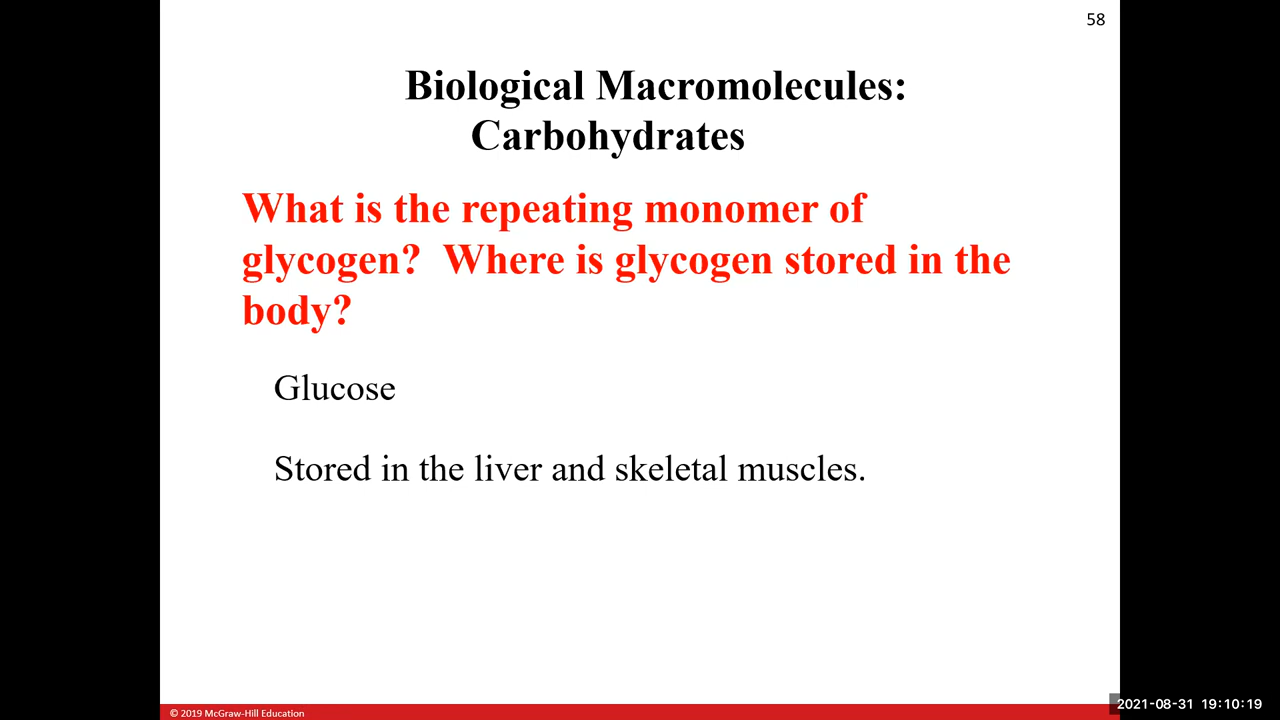 58
Biological Macromolecules:
Carbohydrates
What is the repeating monomer of
glycogen?  Where is glycogen stored in the
body?
Glucose
Stored in the liver and skeletal muscles.
© 2019 McGraw-Hill Education
2021-08-31 19:10:19